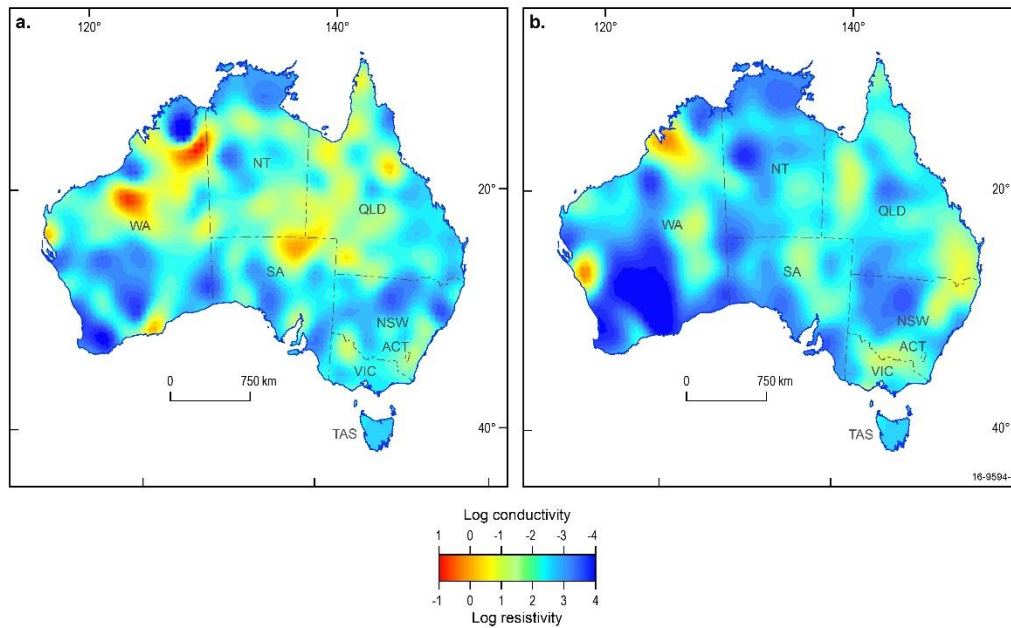 a.
120°
140°
NT
20°
QLD
WA
SA
NSW
ACT
0
750 km
VIC
40°
TAS
b.
120°
140°
NT
20°
QLD
WA
SA
NSW
ACT
0
750 km
VIC
40°
TAS
16-9594-
Log conductivity
1 0 -1 -2 -3 -4
-1 0 1 2 3 4
Log resistivity